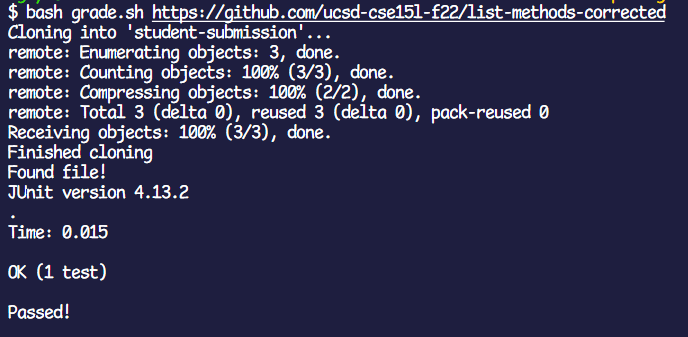 $ bash grade.sh https://github.com/ucsd-cse15l-f22/list-methods-corrected
Cloning into 'student-submission'...
remote: Enumerating objects: 3, done.
remote: Counting objects: 100% (3/3), done.
remote: Compressing objects: 100% (2/2), done.
remote: Total 3 (delta 0), reused 3 (delta 0), pack-reused 0
Receiving objects: 100% (3/3), done.
Finished cloning
Found file!
JUnit version 4.13.2
.
Time: 0.015
OK (1 test)
Passed!